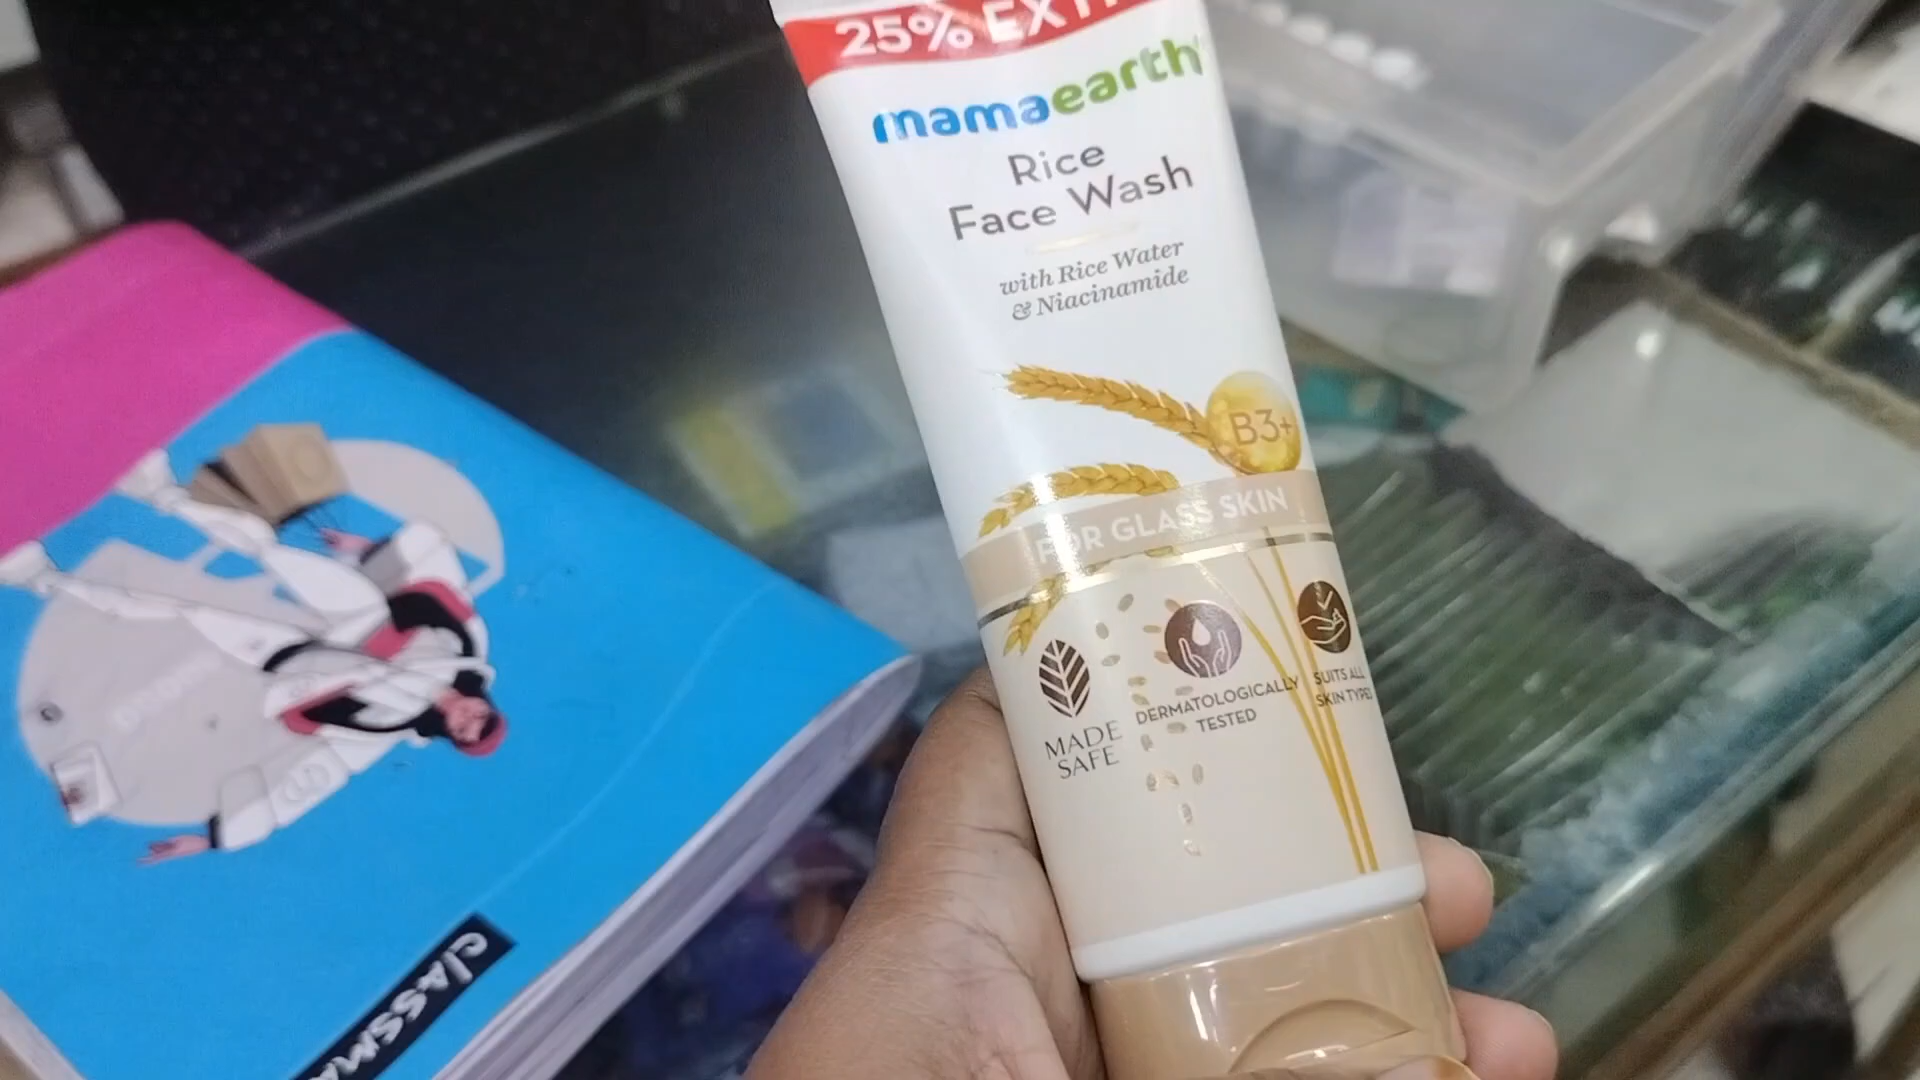 25% EXT
mamaearth
Rice
Face Wash
with Rice Water
& Niacinamide
B3+
FOR GLASS SKIN
MADE
SAFE
DERMATOLOGICALLY
TESTED
SUITS ALL
SKIN TYPES
classma